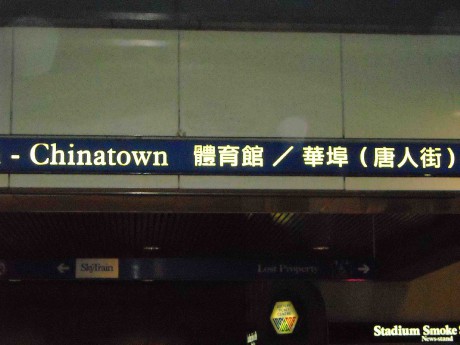 - Chinatown 體育館 / 華埠 (唐人街)
← SkyTrain
Lost Property →
Stadium Smoke S
News-stand